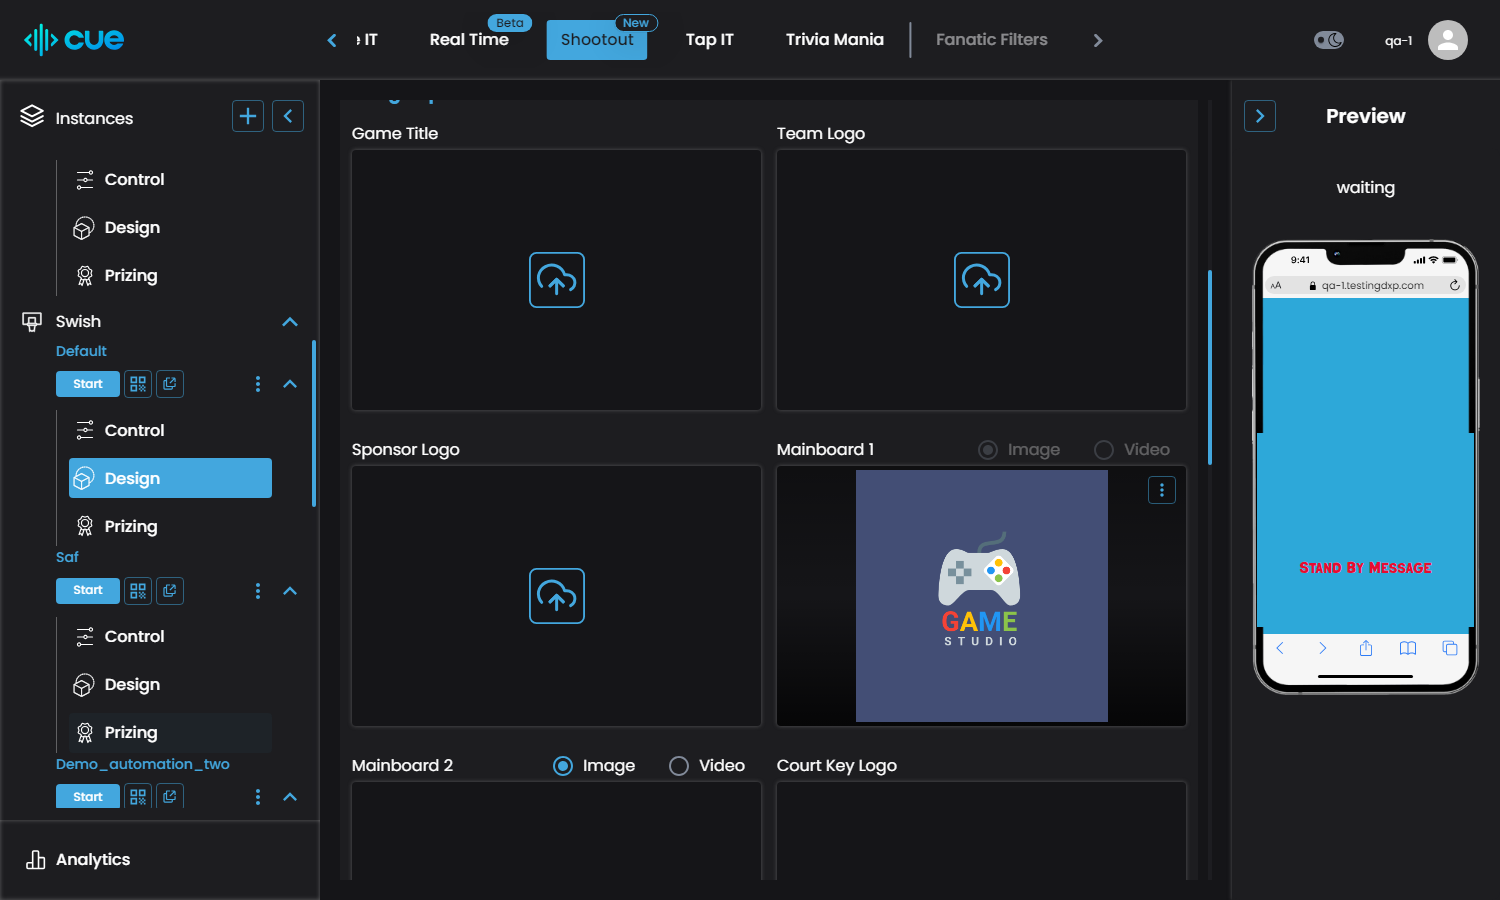 cue
IT
Real Time
Beta
Shootout
New
Tap IT
Trivia Mania
Fanatic Filters
qa-1
Instances
Control
Design
Prizing
Swish
Default
Start
Control
Design
Prizing
Saf
Start
Control
Design
Prizing
Demo_automation_two
Start
Analytics
Game Title
Team Logo
Sponsor Logo
Mainboard 1
Image
Video
GAME
STUDIO
Mainboard 2
Image
Video
Court Key Logo
Preview
waiting
9:41
AA
qa-1.testingdxp.com
Stand By Message